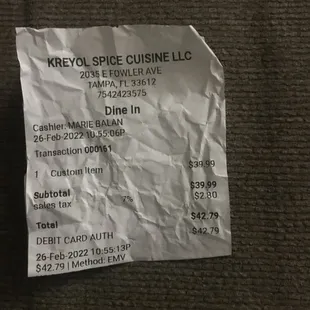 KREYOL SPICE CUISINE LLC
2035 E FOWLER AVE
TAMPA, FL 33612
7542423575
Dine In
Cashier: MARIE BALAN
26-Feb-2022 10:55:06P
Transaction 000161
1 Custom Item $39.99
Subtotal $39.99
sales tax 7% $2.80
Total $42.79
DEBIT CARD AUTH $42.79
26-Feb-2022 10:55:13P
$42.79 | Method: EMV